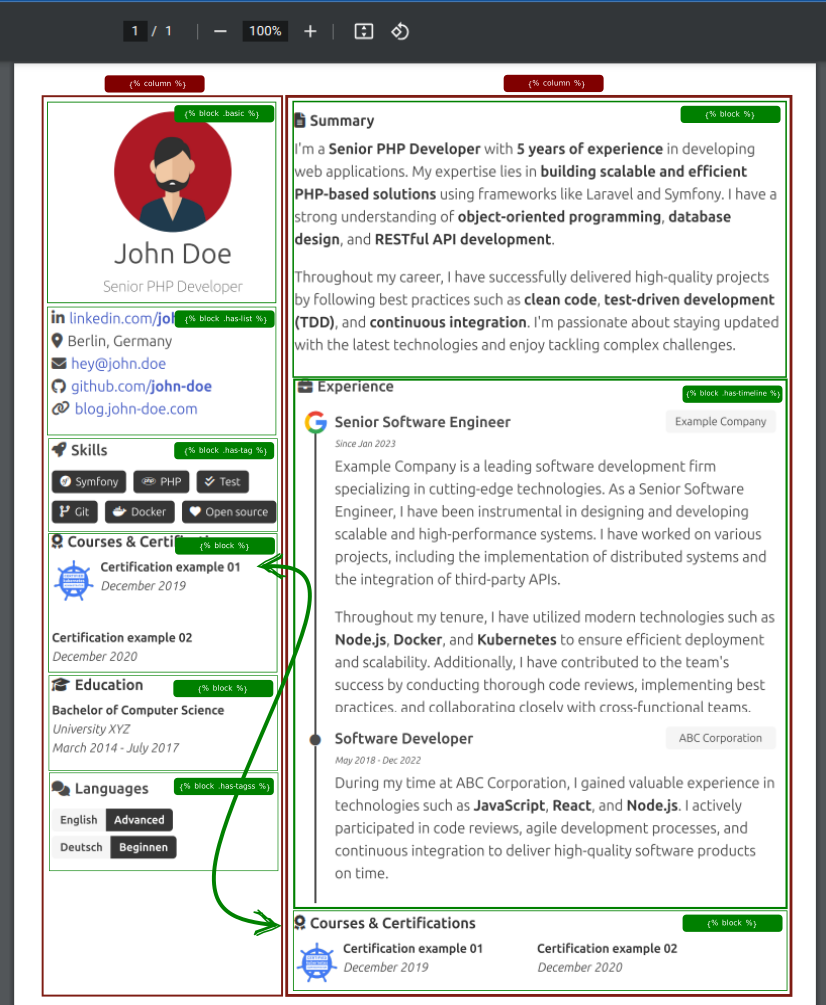 1 / 1
100%
{% column %}
{% block .basic %}
John Doe
Senior PHP Developer
{% block .has-list %}
linkedin.com/
Berlin, Germany
hey@john.doe
github.com/john-doe
blog.john-doe.com
Skills
{% block .has-tag %}
Symfony PHP Test
Git Docker Open source
Courses &
{% block %}
Certification example 01
December 2019
Certification example 02
December 2020
Education
{% block %}
Bachelor of Computer Science
University XYZ
March 2014 - July 2017
Languages
{% block .has-tagss %}
English Advanced
Deutsch Beginnen
{% column %}
{% block %}
Summary
I'm a Senior PHP Developer with 5 years of experience in developing
web applications. My expertise lies in building scalable and efficient
PHP-based solutions using frameworks like Laravel and Symfony. I have a
strong understanding of object-oriented programming, database
design, and RESTful API development.
Throughout my career, I have successfully delivered high-quality projects
by following best practices such as clean code, test-driven development
(TDD), and continuous integration. I'm passionate about staying updated
with the latest technologies and enjoy tackling complex challenges.
Experience
{% block .has-timeline %}
Senior Software Engineer
Example Company
Since Jan 2023
Example Company is a leading software development firm
specializing in cutting-edge technologies. As a Senior Software
Engineer, I have been instrumental in designing and developing
scalable and high-performance systems. I have worked on various
projects, including the implementation of distributed systems and
the integration of third-party APIs.
Throughout my tenure, I have utilized modern technologies such as
Node.js, Docker, and Kubernetes to ensure efficient deployment
and scalability. Additionally, I have contributed to the team's
success by conducting thorough code reviews, implementing best
practices, and collaborating closely with cross-functional teams.
Software Developer
ABC Corporation
May 2018 - Dec 2022
During my time at ABC Corporation, I gained valuable experience in
technologies such as JavaScript, React, and Node.js. I actively
participated in code reviews, agile development processes, and
continuous integration to deliver high-quality software products
on time.
Courses & Certifications
{% block %}
Certification example 01
December 2019
Certification example 02
December 2020